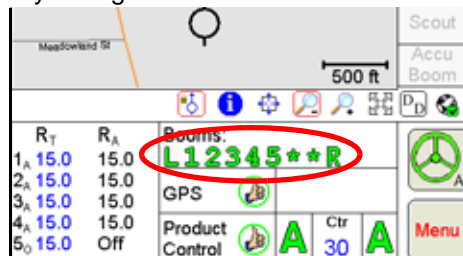 Scout
Meadowland St
Accu
Boom
500 ft
D D
R T R A
Booms:
1A 15.0 15.0
L12345**R
2A 15.0 15.0
3A 15.0 15.0
GPS
A
4A 15.0 15.0
5O 15.0 Off
Product
Control
A
Ctr
30
A
Menu